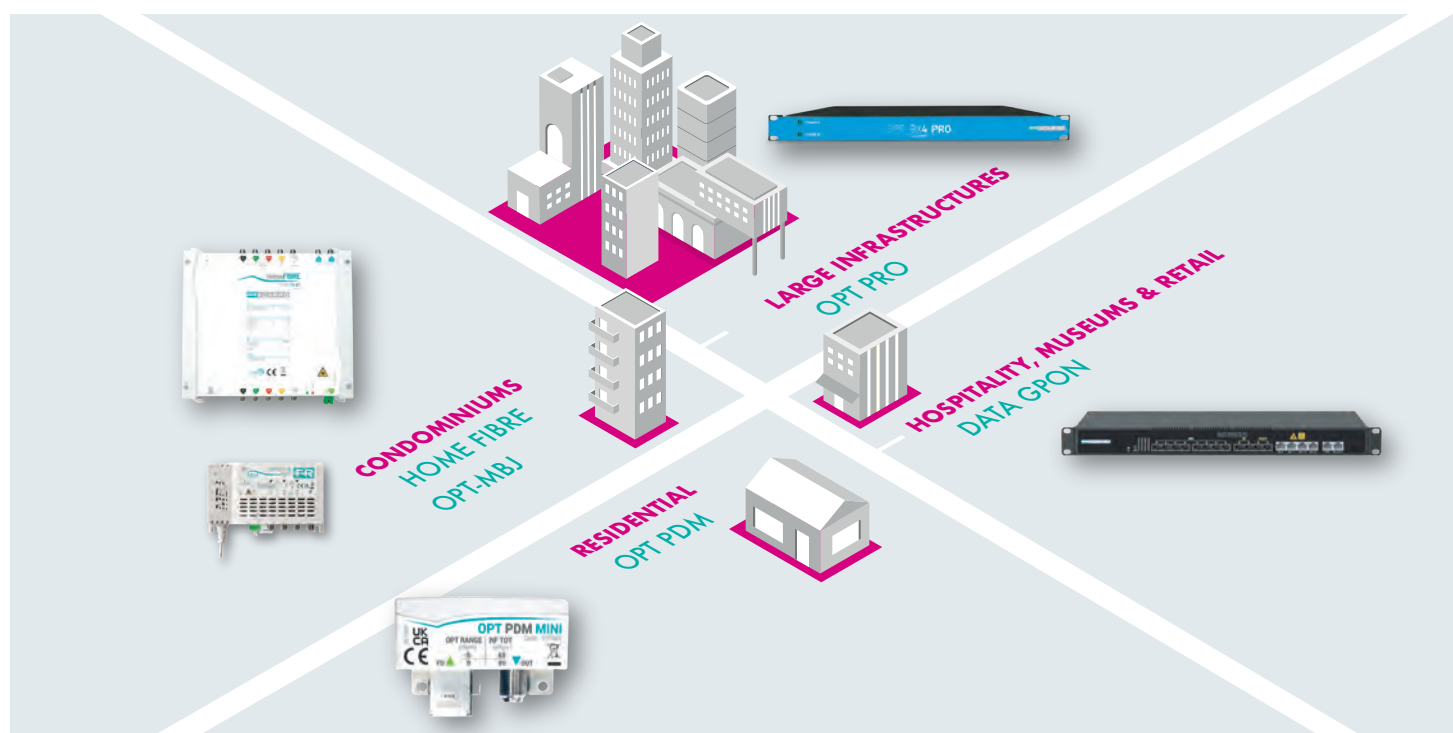 LARGE INFRASTRUCTURES
OPT PRO
HOSPITALITY, MUSEUMS & RETAIL
DATA GPON
CONDOMINIUMS
HOME FIBRE
OPT-MBJ
RESIDENTIAL
OPT PDM
OPT PDM MINI
OPT RANGE
NF TOT
UK
CA
CE
OUT
PRO
CE
FR